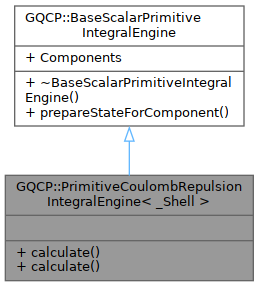 GQCP::BaseScalarPrimitive
IntegralEngine
+ Components
+ ~BaseScalarPrimitiveIntegral
Engine()
+ prepareStateForComponent()
GQCP::PrimitiveCoulombRepulsion
IntegralEngine< _Shell >
+ calculate()
+ calculate()